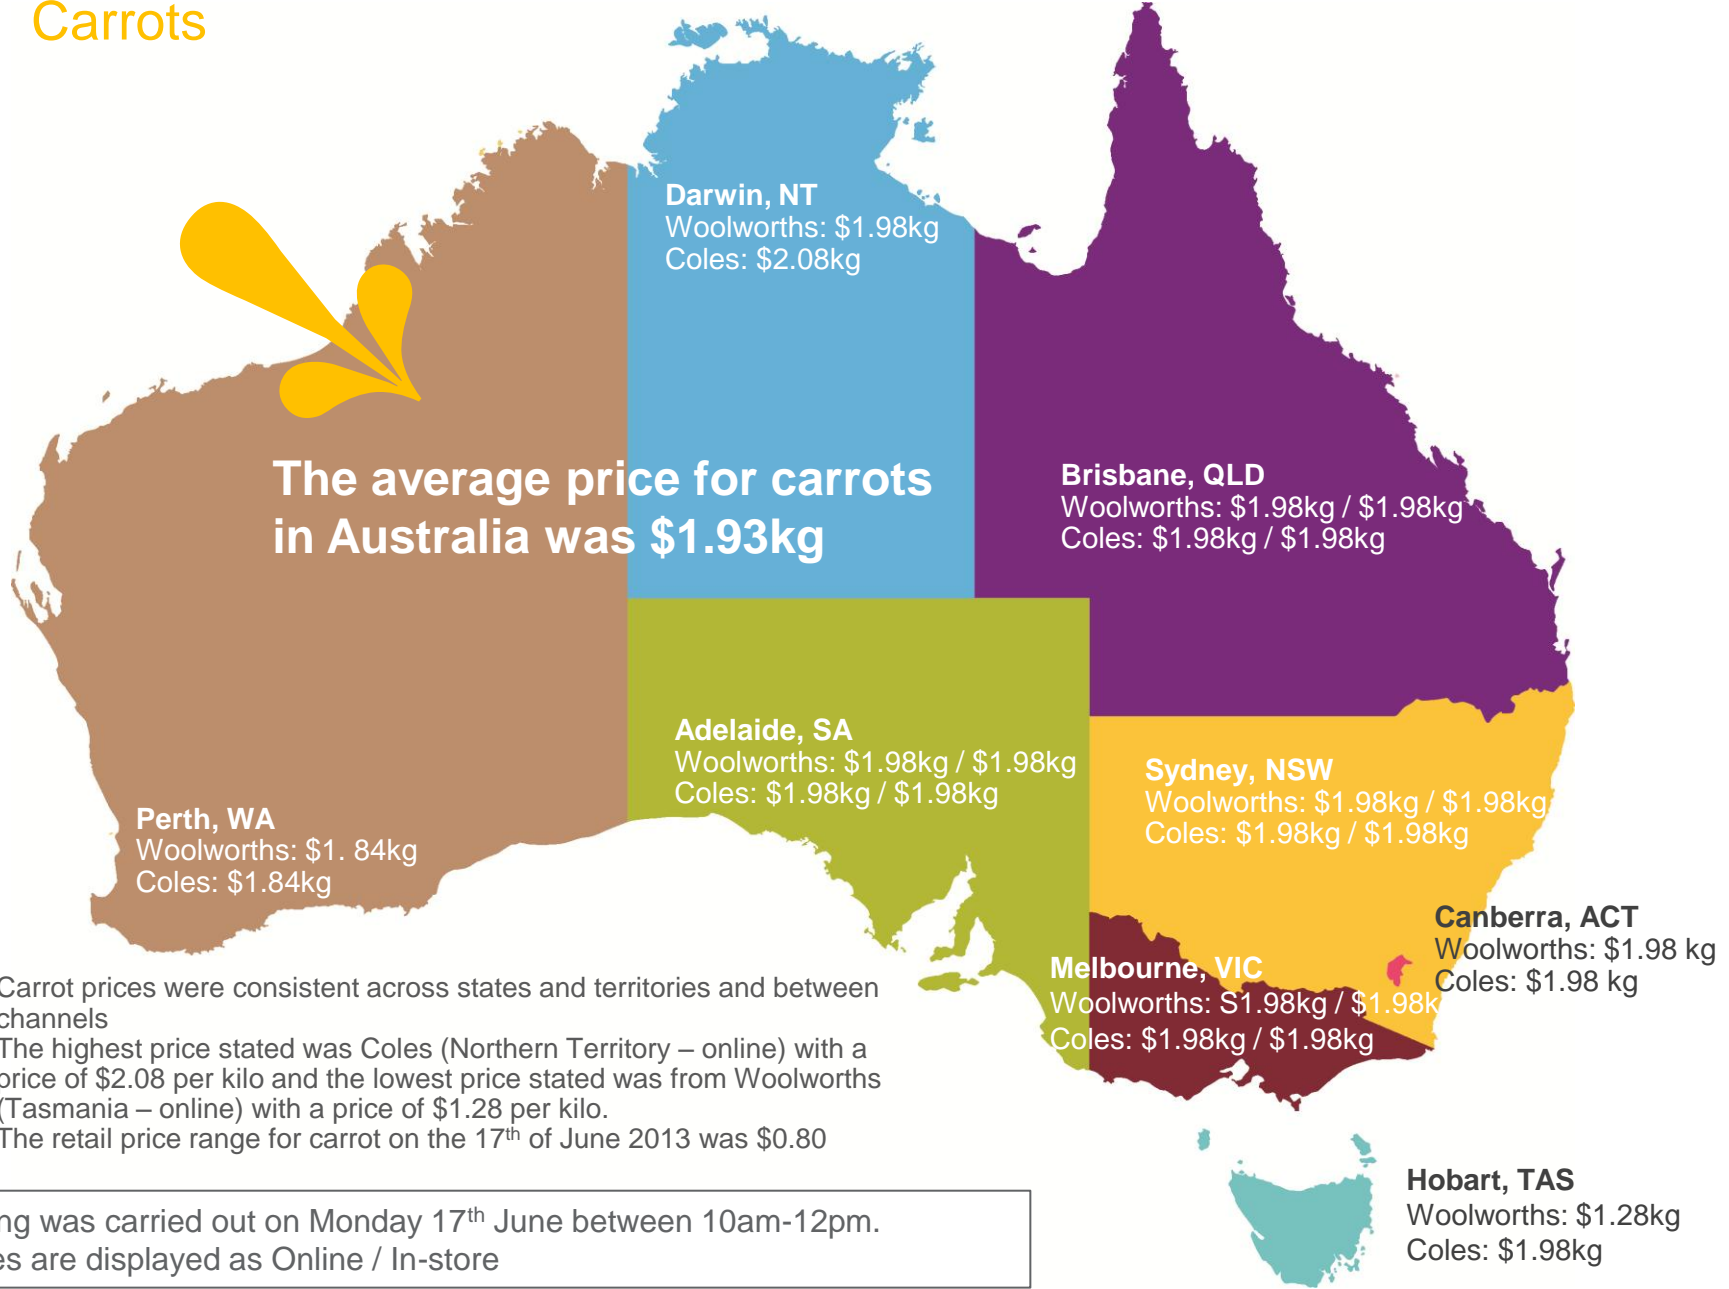 Carrots
Darwin, NT
Woolworths: $1.98kg
Coles: $2.08kg
The average price for carrots
in Australia was $1.93kg
Brisbane, QLD
Woolworths: $1.98kg / $1.98kg
Coles: $1.98kg / $1.98kg
Adelaide, SA
Woolworths: $1.98kg / $1.98kg
Coles: $1.98kg / $1.98kg
Sydney, NSW
Woolworths: $1.98kg / $1.98kg
Coles: $1.98kg / $1.98kg
Perth, WA
Woolworths: $1. 84kg
Coles: $1.84kg
Canberra, ACT
Woolworths: $1.98 kg
Coles: $1.98 kg
Melbourne, VIC
Woolworths: S1.98kg / $1.98k
Coles: $1.98kg / $1.98kg
Carrot prices were consistent across states and territories and between
channels
The highest price stated was Coles (Northern Territory – online) with a
price of $2.08 per kilo and the lowest price stated was from Woolworths
(Tasmania – online) with a price of $1.28 per kilo.
The retail price range for carrot on the 17th of June 2013 was $0.80
Hobart, TAS
Woolworths: $1.28kg
Coles: $1.98kg
ng was carried out on Monday 17th June between 10am-12pm.
es are displayed as Online / In-store